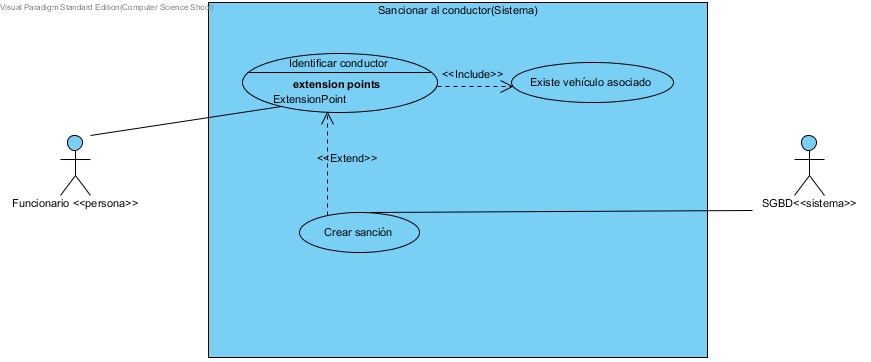 Visual Paradigm Standard Edition(Computer Science Shool)
Sancionar al conductor(Sistema)
Identificar conductor
extension points
ExtensionPoint
<<Include>>
Existe vehículo asociado
<<Extend>>
Funcionario <<persona>>
SGBD<<sistema>>
Crear sanción